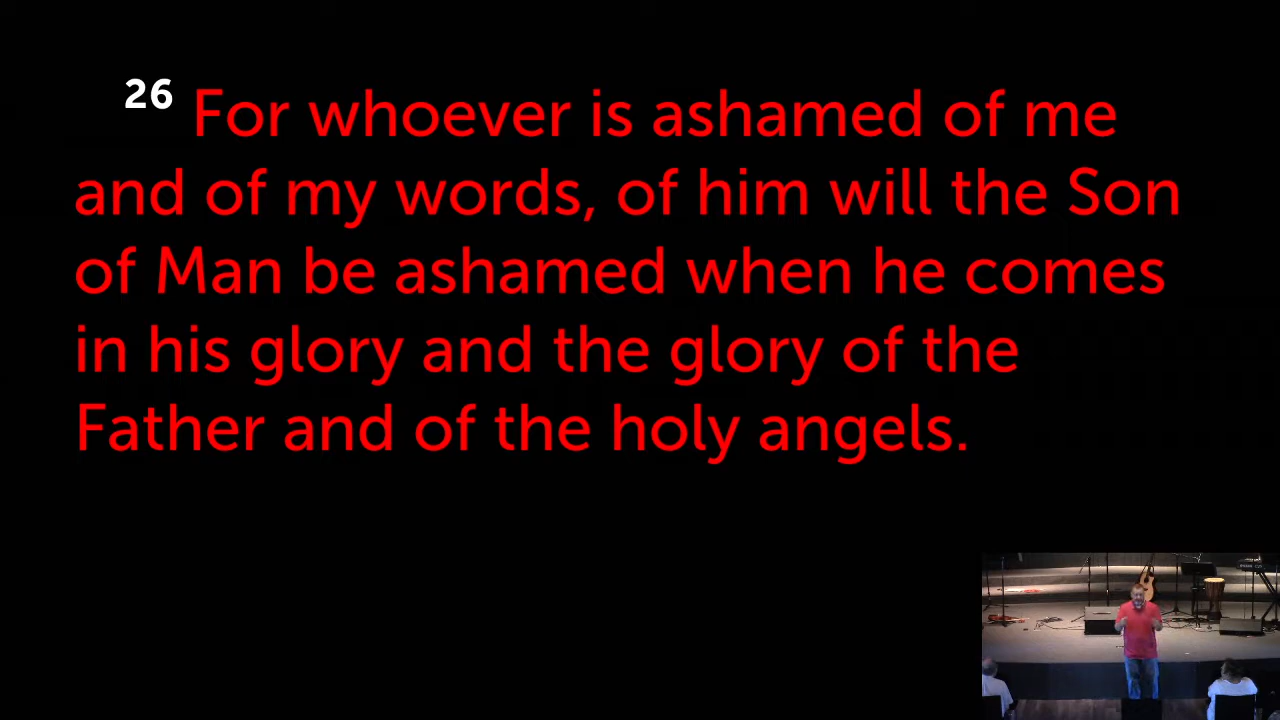 26 For whoever is ashamed of me
and of my words, of him will the Son
of Man be ashamed when he comes
in his glory and the glory of the
Father and of the holy angels.